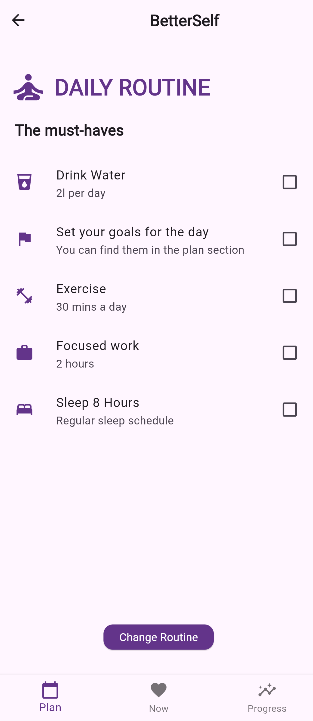 BetterSelf
DAILY ROUTINE
The must-haves
Drink Water
2l per day
Set your goals for the day
You can find them in the plan section
Exercise
30 mins a day
Focused work
2 hours
Sleep 8 Hours
Regular sleep schedule
Change Routine
Plan
Now
Progress